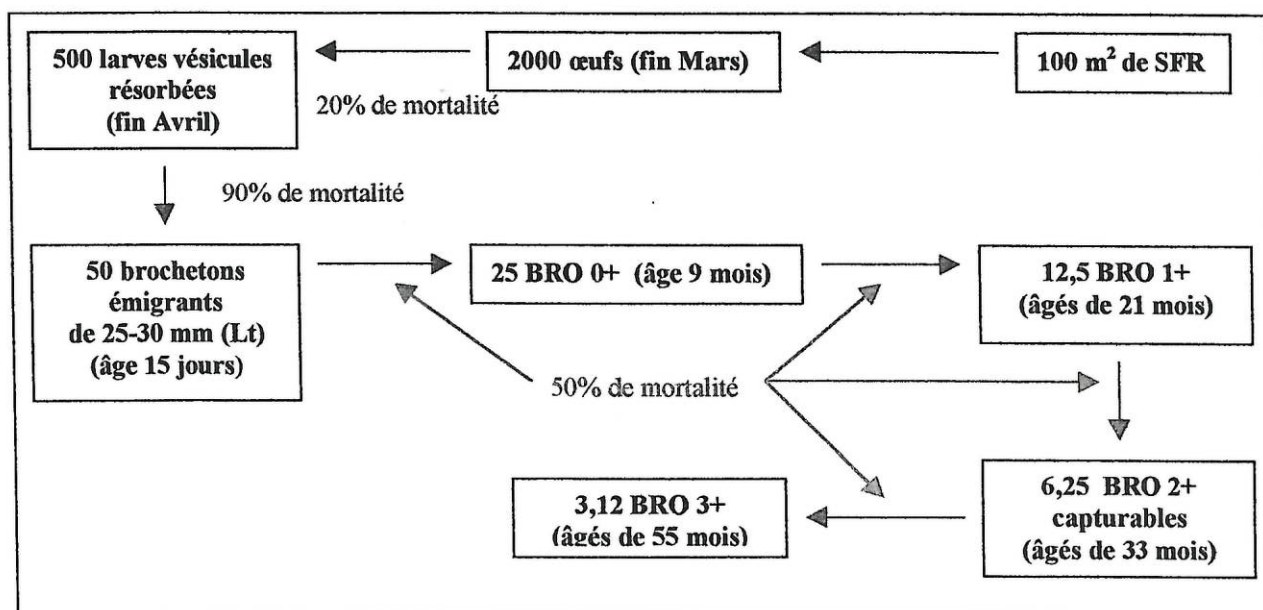 100 m² de SFR
2000 œufs (fin Mars)
500 larves vésicules
résorbées
(fin Avril)
20% de mortalité
90% de mortalité
50 brochetons
émigrants
de 25-30 mm (Lt)
(âge 15 jours)
25 BRO 0+ (âge 9 mois)
12,5 BRO 1+
(âgés de 21 mois)
50% de mortalité
6,25 BRO 2+
capturables
(âgés de 33 mois)
3,12 BRO 3+
(âgés de 55 mois)